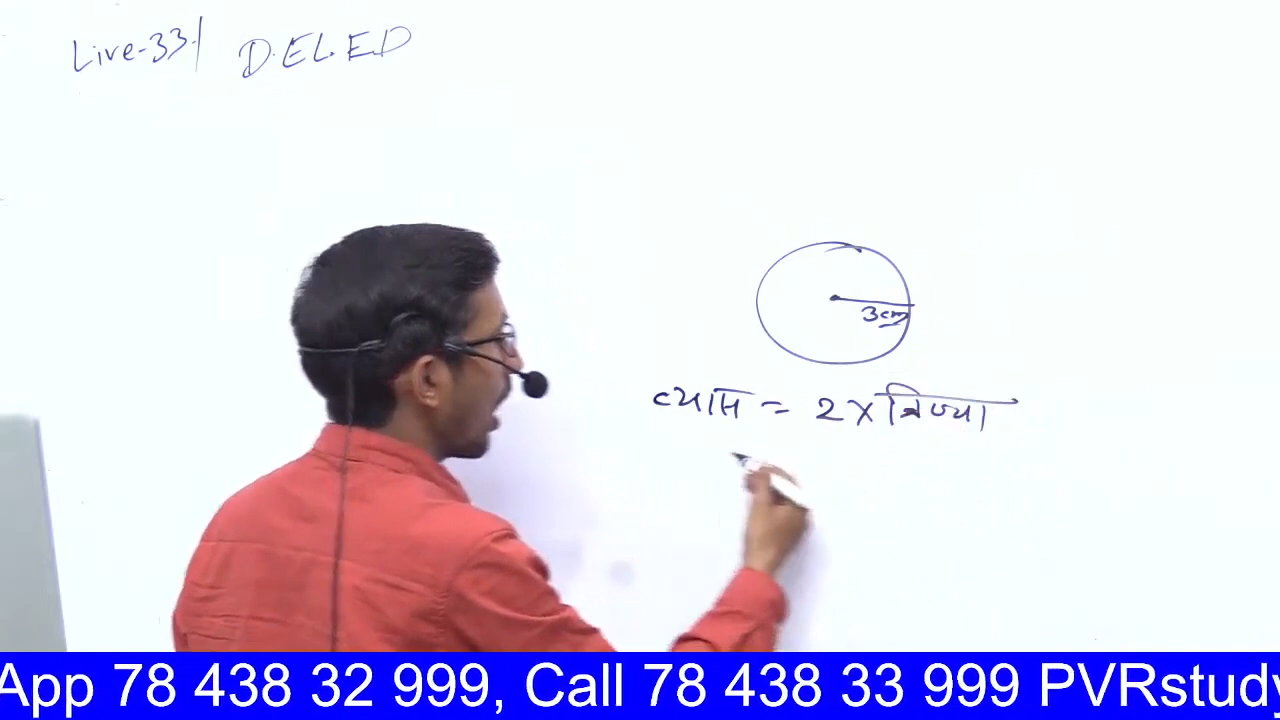 Live-33 | D.EL.ED
3cm
व्यास = 2 X त्रिज्या
App 78 438 32 999, Call 78 438 33 999 PVRstudy